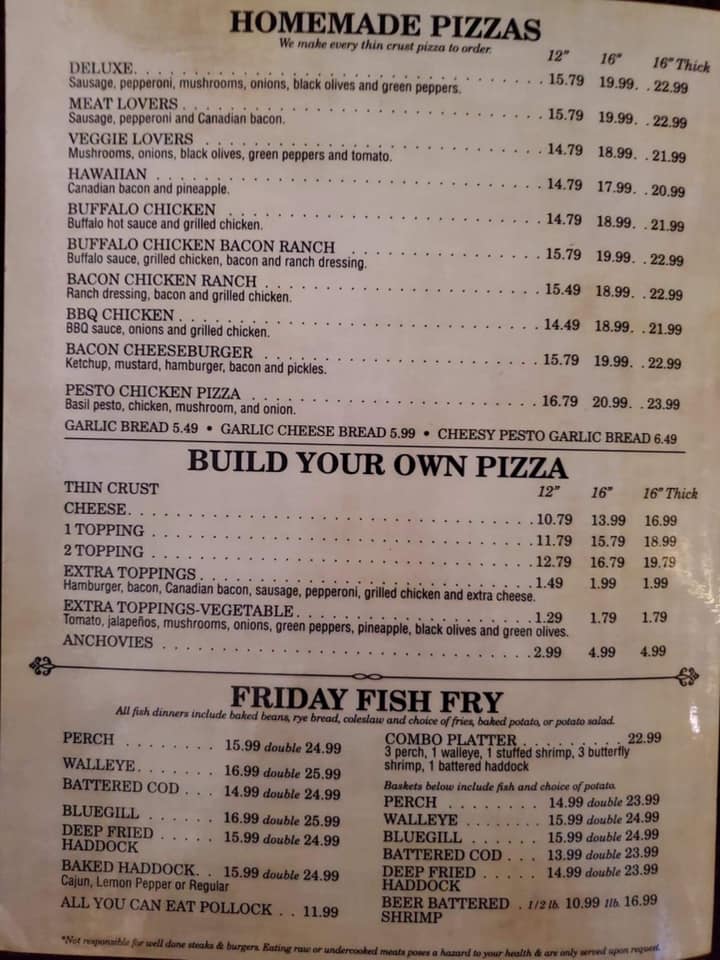 HOMEMADE PIZZAS
We make every thin crust pizza to order.
12" 16" 16" Thick
DELUXE. . . . . . . . . . 15.79 19.99. . 22.99
Sausage, pepperoni, mushrooms, onions, black olives and green peppers.
MEAT LOVERS . . . . . . . . . . 15.79 19.99. . 22.99
Sausage, pepperoni and Canadian bacon.
VEGGIE LOVERS . . . . . . . . . . 14.79 18.99. . 21.99
Mushrooms, onions, black olives, green peppers and tomato.
HAWAIIAN . . . . . . . . . . 14.79 17.99. . 20.99
Canadian bacon and pineapple.
BUFFALO CHICKEN . . . . . . . . . . 14.79 18.99. . 21.99
Buffalo hot sauce and grilled chicken.
BUFFALO CHICKEN BACON RANCH . . . . . . . . . . 15.79 19.99. . 22.99
Buffalo sauce, grilled chicken, bacon and ranch dressing.
BACON CHICKEN RANCH . . . . . . . . . . 15.49 18.99. . 22.99
Ranch dressing, bacon and grilled chicken.
BBQ CHICKEN . . . . . . . . . . 14.49 18.99. . 21.99
BBQ sauce, onions and grilled chicken.
BACON CHEESEBURGER . . . . . . . . . . 15.79 19.99. . 22.99
Ketchup, mustard, hamburger, bacon and pickles.
PESTO CHICKEN PIZZA . . . . . . . . . . 16.79 20.99. . 23.99
Basil pesto, chicken, mushroom, and onion.
GARLIC BREAD 5.49 • GARLIC CHEESE BREAD 5.99 • CHEESY PESTO GARLIC BREAD 6.49
BUILD YOUR OWN PIZZA
THIN CRUST 12" 16" 16" Thick
CHEESE. . . . . . . . . . 10.79 13.99 16.99
1 TOPPING . . . . . . . . . . 11.79 15.79 18.99
2 TOPPING . . . . . . . . . . 12.79 16.79 19.79
EXTRA TOPPINGS . . . . . . . . . . 1.49 1.99 1.99
Hamburger, bacon, Canadian bacon, sausage, pepperoni, grilled chicken and extra cheese.
EXTRA TOPPINGS-VEGETABLE. . . . . . . . . . 1.29 1.79 1.79
Tomato, jalapeños, mushrooms, onions, green peppers, pineapple, black olives and green olives.
ANCHOVIES . . . . . . . . . . 2.99 4.99 4.99
FRIDAY FISH FRY
All fish dinners include baked beans, rye bread, coleslaw and choice of fries, baked potato, or potato salad.
PERCH . . . . . . . . 15.99 double 24.99
WALLEYE. . . . . . . 16.99 double 25.99
BATTERED COD . . . 14.99 double 24.99
BLUEGILL . . . . . . 16.99 double 25.99
DEEP FRIED . . . . . 15.99 double 24.99
HADDOCK
BAKED HADDOCK. . 15.99 double 24.99
Cajun, Lemon Pepper or Regular
ALL YOU CAN EAT POLLOCK . . 11.99
COMBO PLATTER . . . . . . . . . 22.99
3 perch, 1 walleye, 1 stuffed shrimp, 3 butterfly
shrimp, 1 battered haddock
Baskets below include fish and choice of potato.
PERCH . . . . . . . . 14.99 double 23.99
WALLEYE . . . . . . . 15.99 double 24.99
BLUEGILL . . . . . . 15.99 double 24.99
BATTERED COD . . . 13.99 double 23.99
DEEP FRIED . . . . . 14.99 double 23.99
HADDOCK
BEER BATTERED . 1/2 lb. 10.99 1lb. 16.99
SHRIMP
*Not responsible for well done steaks & burgers. Eating raw or undercooked meats poses a hazard to your health & are only served upon request.